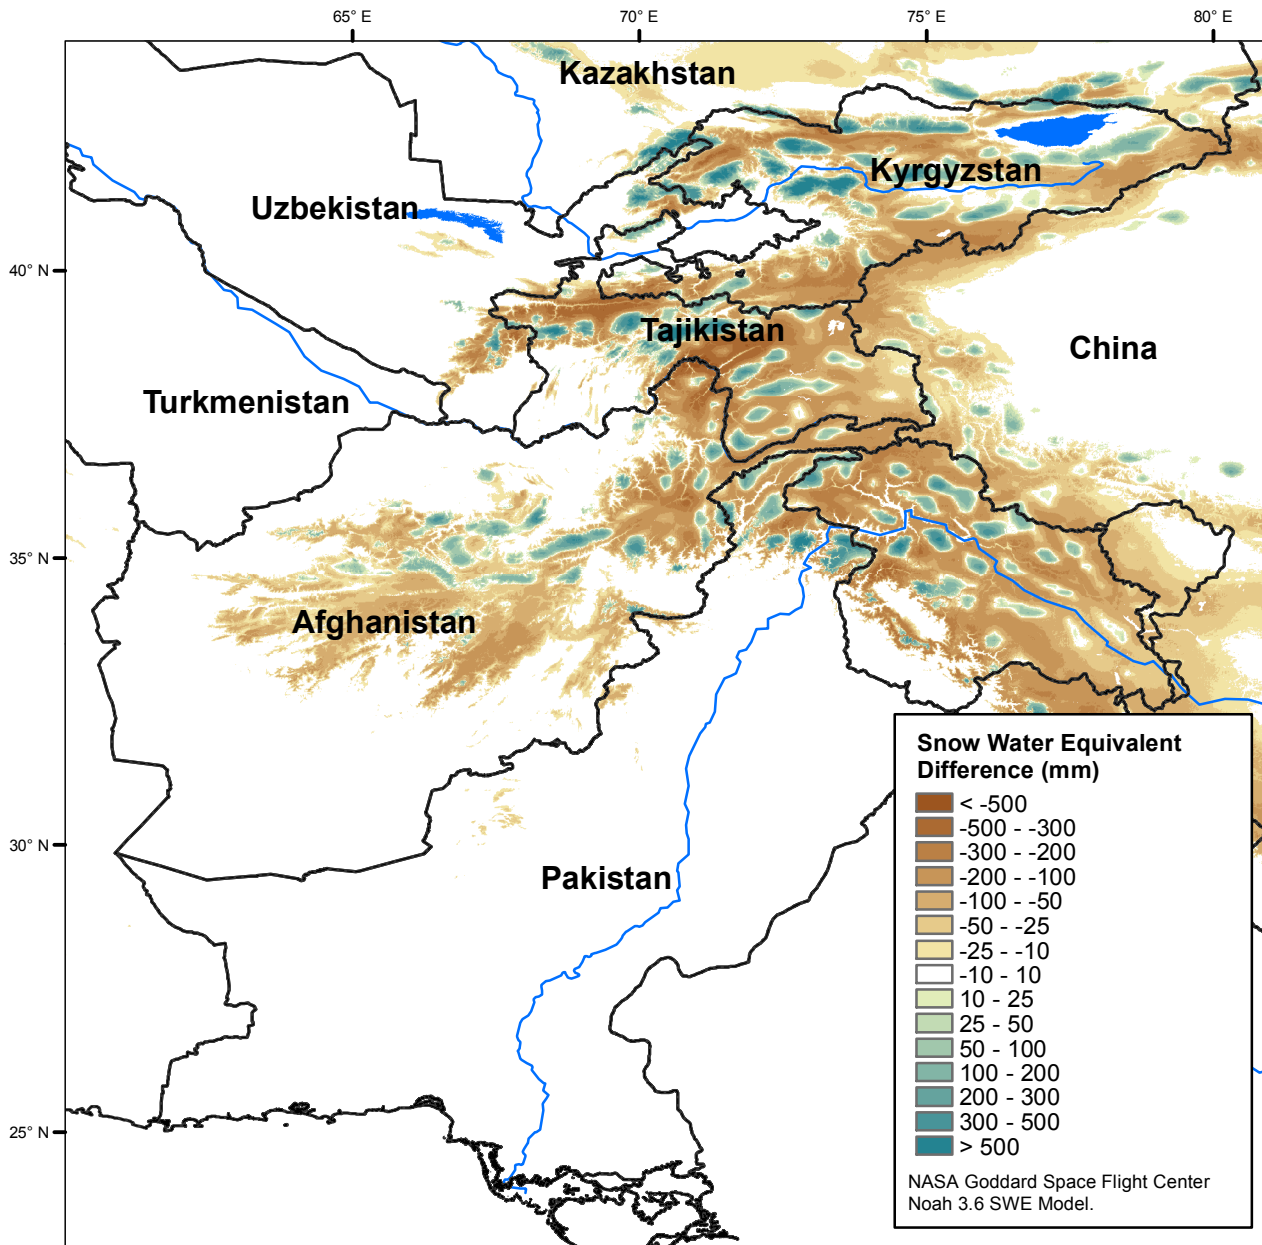 65° E
70° E
75° E
80° E
Kazakhstan
Kyrgyzstan
Uzbekistan
40° N
Tajikistan
China
Turkmenistan
35° N
Afghanistan
30° N
Pakistan
25° N
Snow Water Equivalent
Difference (mm)
< -500
-500 - -300
-300 - -200
-200 - -100
-100 - -50
-50 - -25
-25 - -10
-10 - 10
10 - 25
25 - 50
50 - 100
100 - 200
200 - 300
300 - 500
> 500
NASA Goddard Space Flight Center
Noah 3.6 SWE Model.